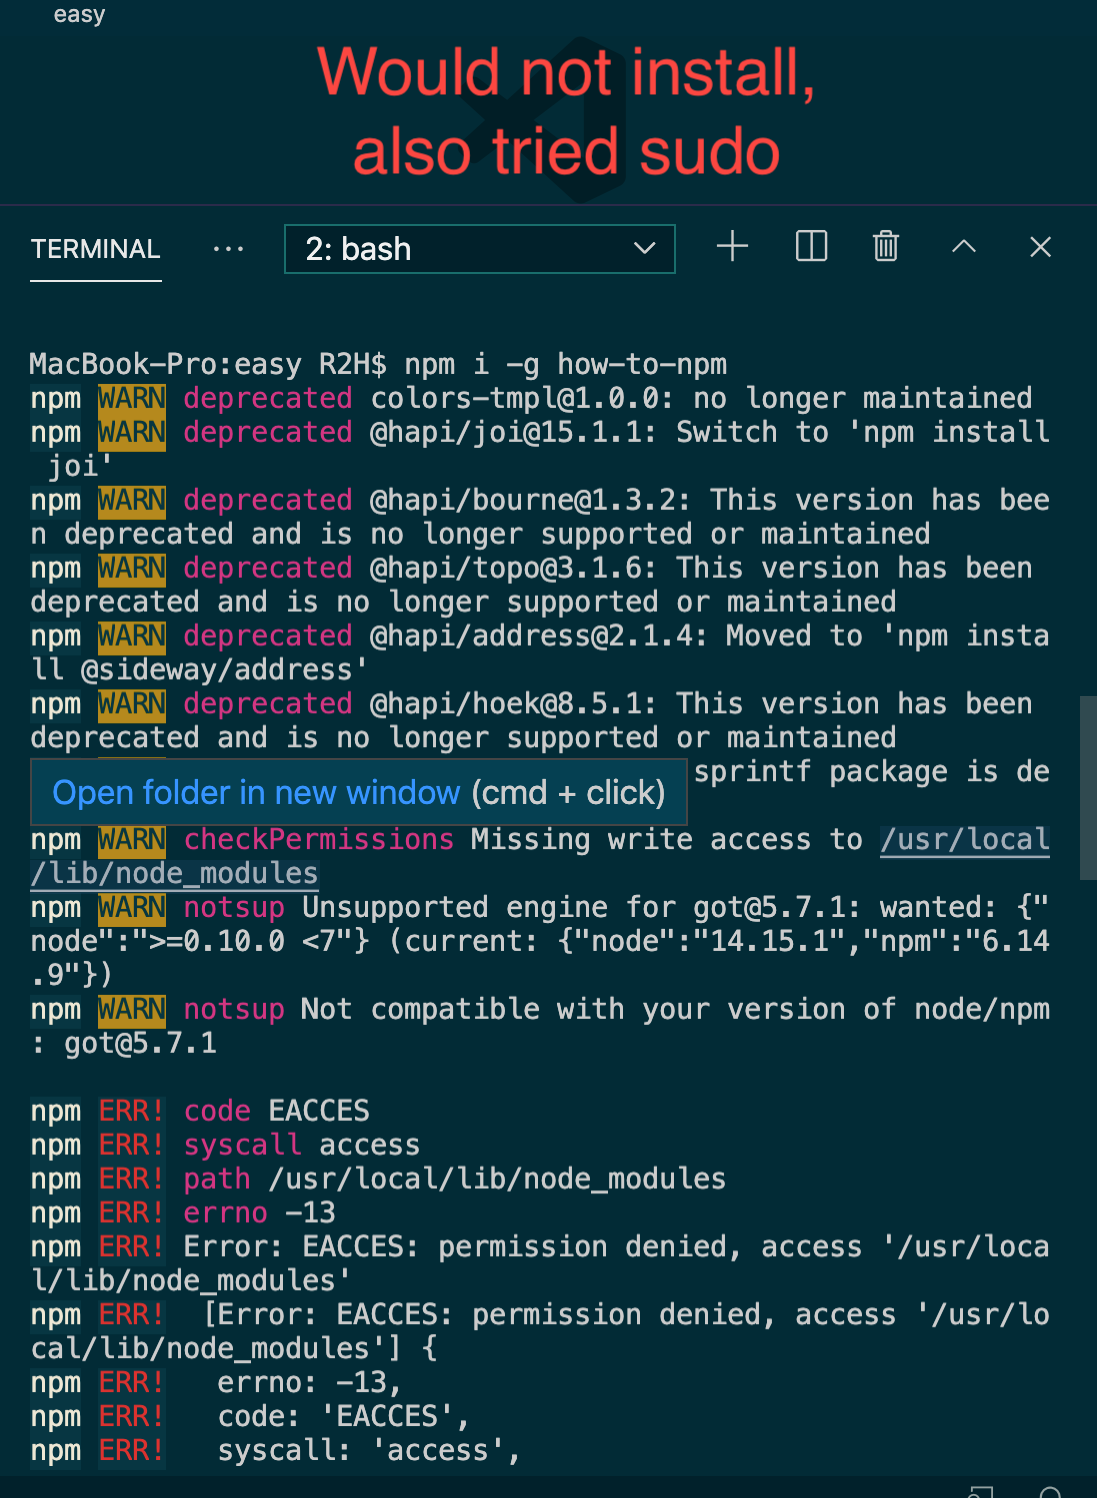 easy
Would not install,
also tried sudo
TERMINAL ··· 2: bash
MacBook-Pro:easy R2H$ npm i -g how-to-npm
npm WARN deprecated colors-tmpl@1.0.0: no longer maintained
npm WARN deprecated @hapi/joi@15.1.1: Switch to 'npm install
 joi'
npm WARN deprecated @hapi/bourne@1.3.2: This version has bee
n deprecated and is no longer supported or maintained
npm WARN deprecated @hapi/topo@3.1.6: This version has been
deprecated and is no longer supported or maintained
npm WARN deprecated @hapi/address@2.1.4: Moved to 'npm insta
ll @sideway/address'
npm WARN deprecated @hapi/hoek@8.5.1: This version has been
deprecated and is no longer supported or maintained
sprintf package is de
Open folder in new window (cmd + click)
npm WARN checkPermissions Missing write access to /usr/local
/lib/node_modules
npm WARN notsup Unsupported engine for got@5.7.1: wanted: {"
node":">=0.10.0 <7"} (current: {"node":"14.15.1","npm":"6.14
.9"})
npm WARN notsup Not compatible with your version of node/npm
: got@5.7.1
npm ERR! code EACCES
npm ERR! syscall access
npm ERR! path /usr/local/lib/node_modules
npm ERR! errno -13
npm ERR! Error: EACCES: permission denied, access '/usr/loca
l/lib/node_modules'
npm ERR!  [Error: EACCES: permission denied, access '/usr/lo
cal/lib/node_modules'] {
npm ERR!   errno: -13,
npm ERR!   code: 'EACCES',
npm ERR!   syscall: 'access',